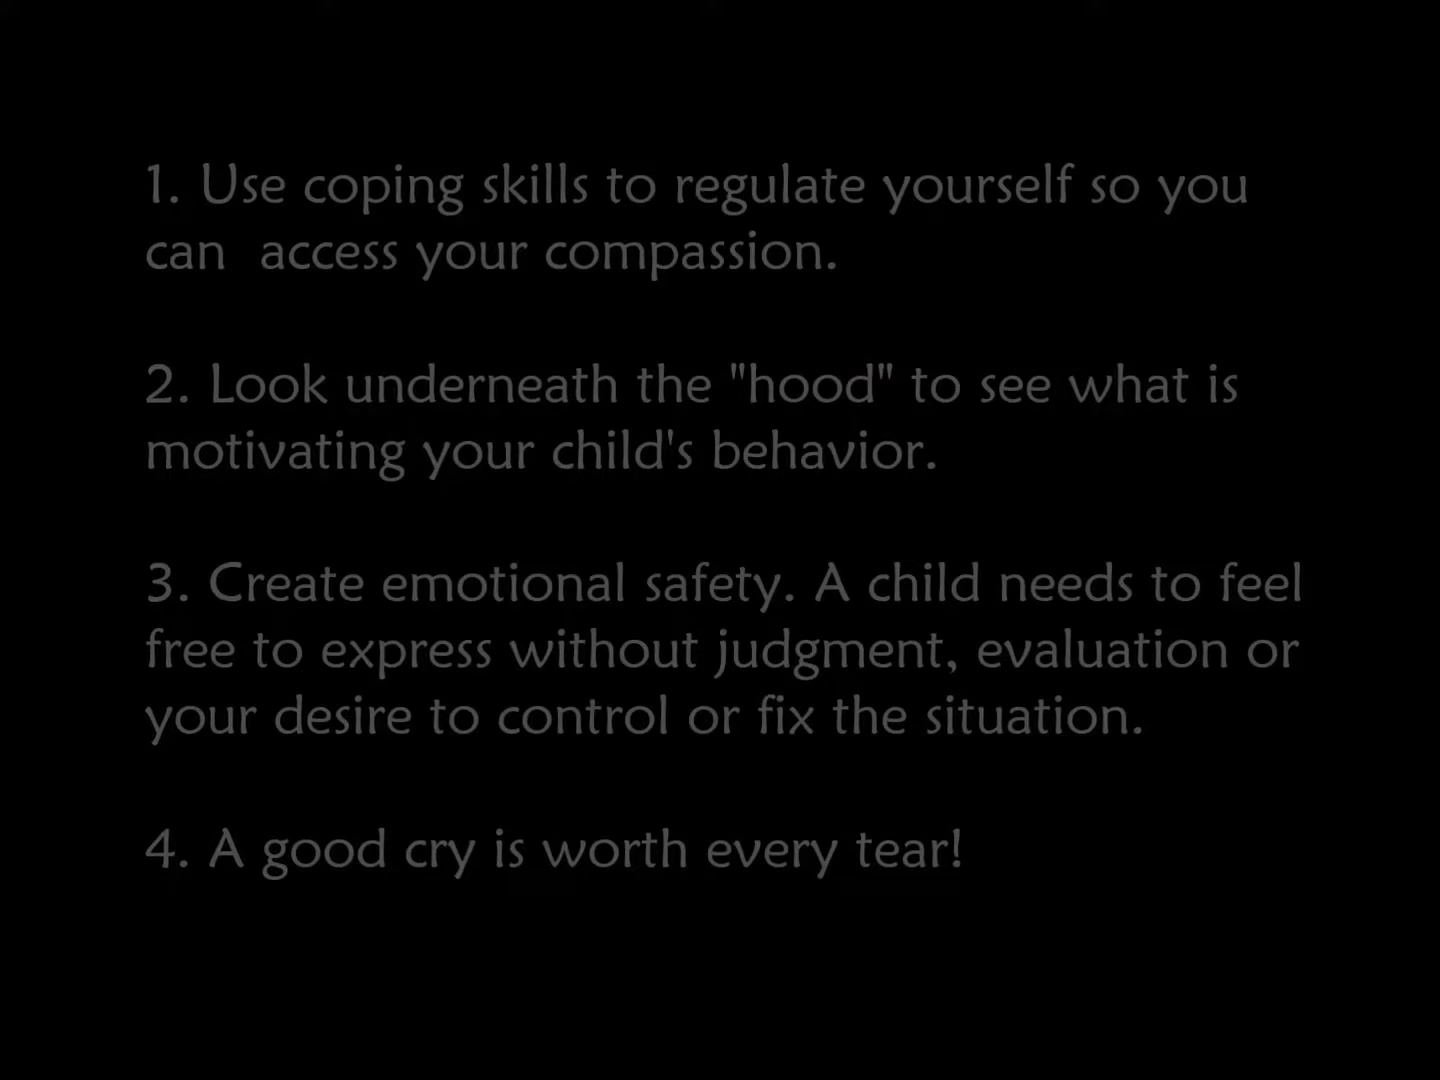 1. Use coping skills to regulate yourself so you
can  access your compassion.
2. Look underneath the "hood" to see what is
motivating your child's behavior.
3. Create emotional safety. A child needs to feel
free to express without judgment, evaluation or
your desire to control or fix the situation.
4. A good cry is worth every tear!